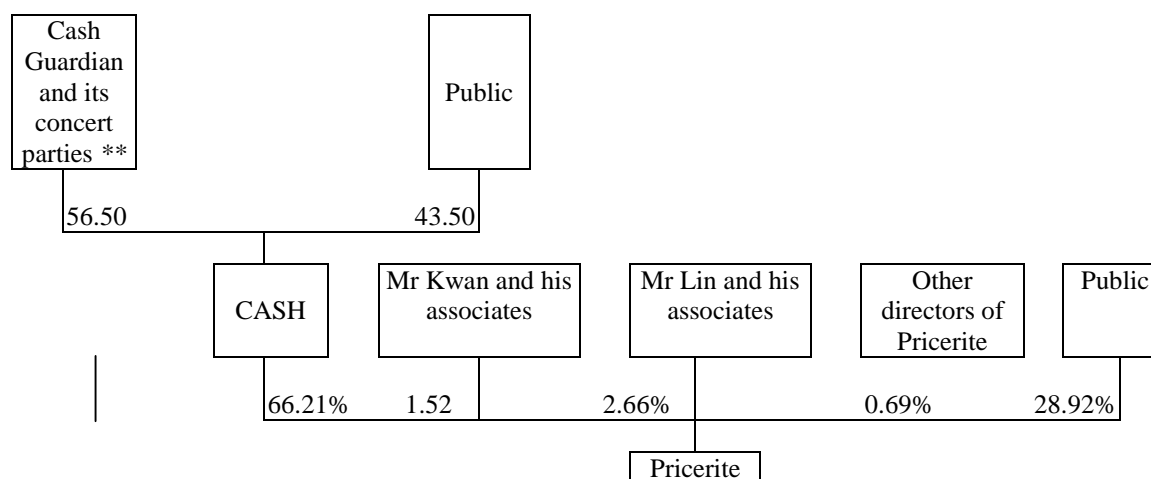 Cash
Guardian
and its
concert
parties **
Public
56.50
43.50
CASH
Mr Kwan and his
associates
Mr Lin and his
associates
Other
directors of
Pricerite
Public
66.21%
1.52
2.66%
0.69%
28.92%
Pricerite